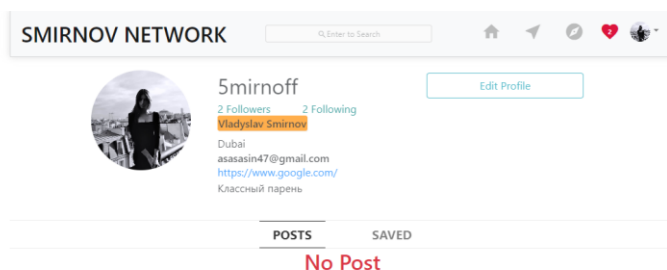 SMIRNOV NETWORK
Enter to Search
2
5mirnoff
Edit Profile
2 Followers 2 Following
Vladyslav Smirnov
Dubai
asasasin47@gmail.com
https://www.google.com/
Классный парень
POSTS SAVED
No Post